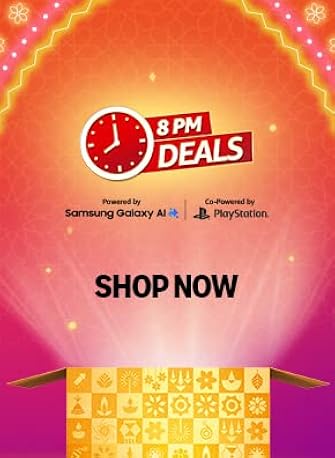 8 PM
DEALS
Powered by
Samsung Galaxy AI
Co-Powered by
PlayStation.
SHOP NOW